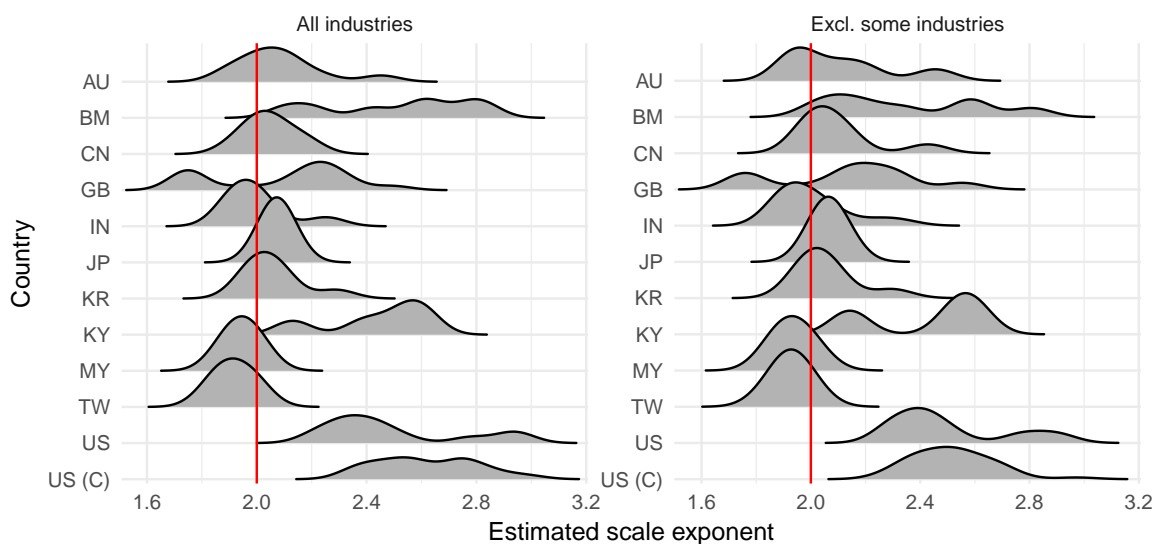 All industries
Excl. some industries
Country
AU
BM
CN
GB
IN
JP
KR
KY
MY
TW
US
US (C)
AU
BM
CN
GB
IN
JP
KR
KY
MY
TW
US
US (C)
1.6 2.0 2.4 2.8 3.2
1.6 2.0 2.4 2.8 3.2
Estimated scale exponent